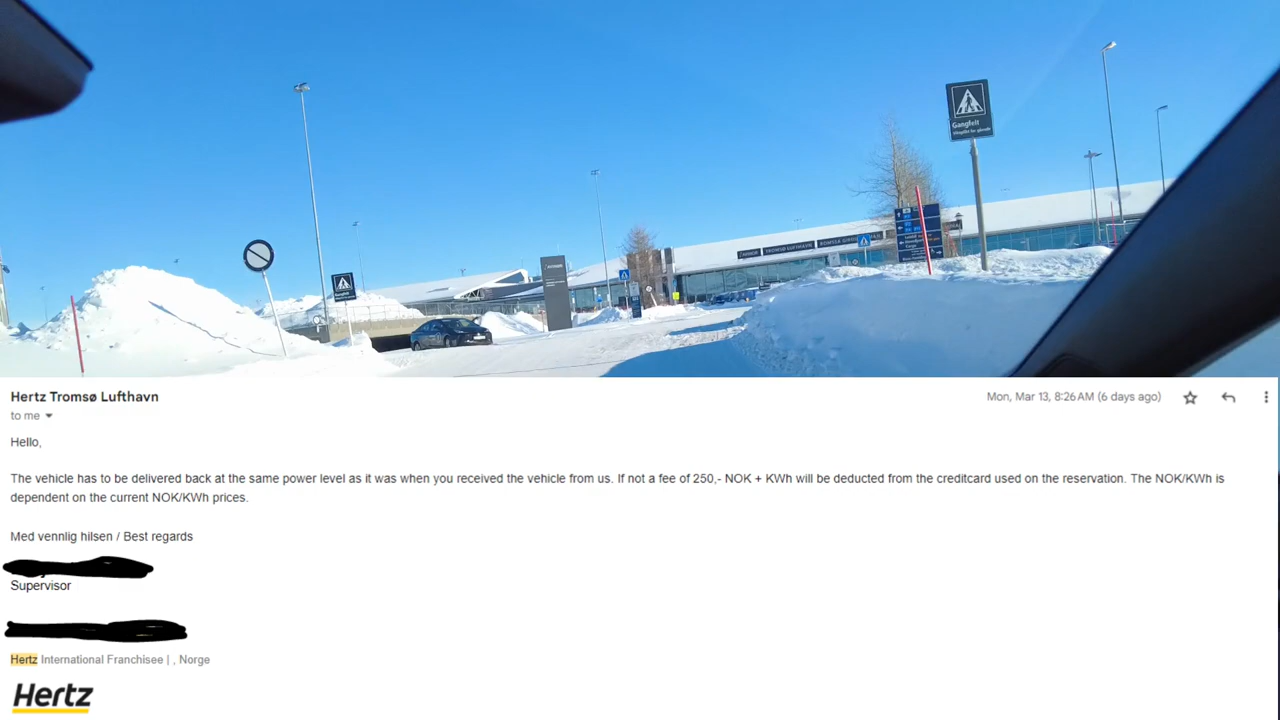 Gangfelt
Gangfelt
TROMSØ LUFTHAVN
Hertz Tromsø Lufthavn
Mon, Mar 13, 8:26 AM (6 days ago)
to me
Hello,
The vehicle has to be delivered back at the same power level as it was when you received the vehicle from us. If not a fee of 250,- NOK + KWh will be deducted from the creditcard used on the reservation. The NOK/KWh is
dependent on the current NOK/KWh prices.
Med vennlig hilsen / Best regards
Supervisor
Hertz International Franchisee | , Norge
Hertz